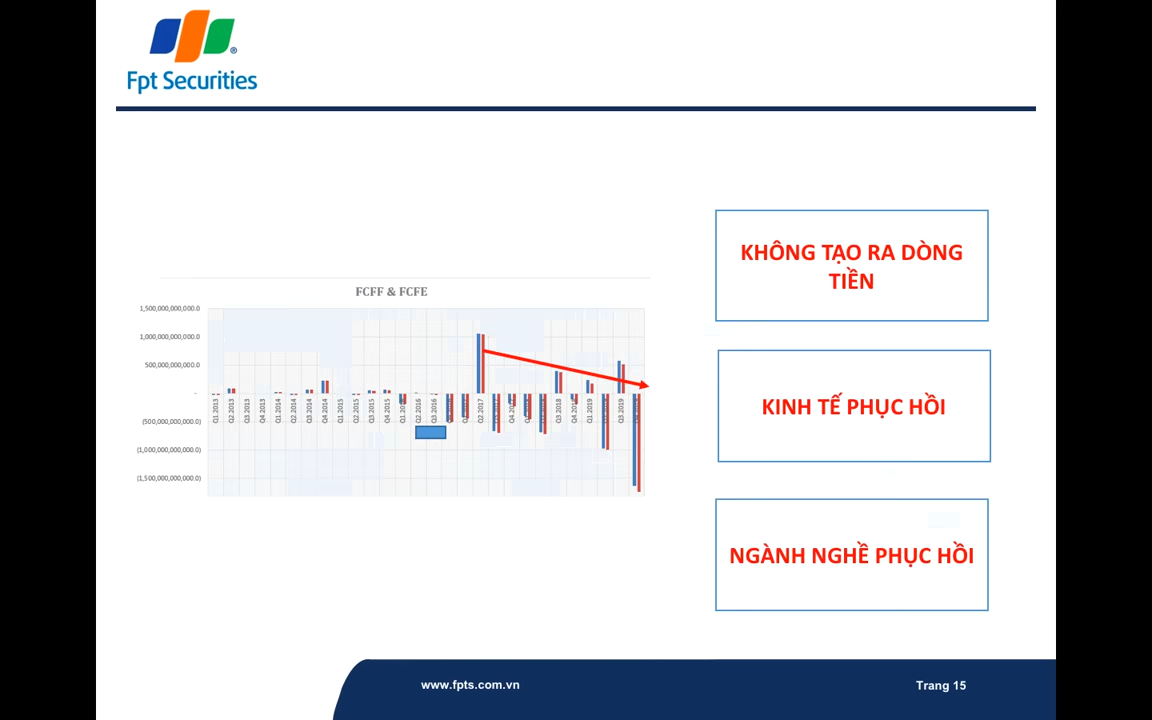 Fpt Securities
KHÔNG TẠO RA DÒNG
TIỀN
FCFF & FCFE
1,500,000,000,000.0
1,000,000,000,000.0
500,000,000,000.0
-
(500,000,000,000.0)
(1,000,000,000,000.0)
(1,500,000,000,000.0)
Q1 2013
Q2 2013
Q3 2013
Q4 2013
Q1 2014
Q2 2014
Q3 2014
Q4 2014
Q1 2015
Q2 2015
Q3 2015
Q4 2015
Q2 2016
Q3 2016
Q2 2017
Q3 2018
Q1 2019
Q3 2019
KINH TẾ PHỤC HỒI
NGÀNH NGHỀ PHỤC HỒI
www.fpts.com.vn
Trang 15